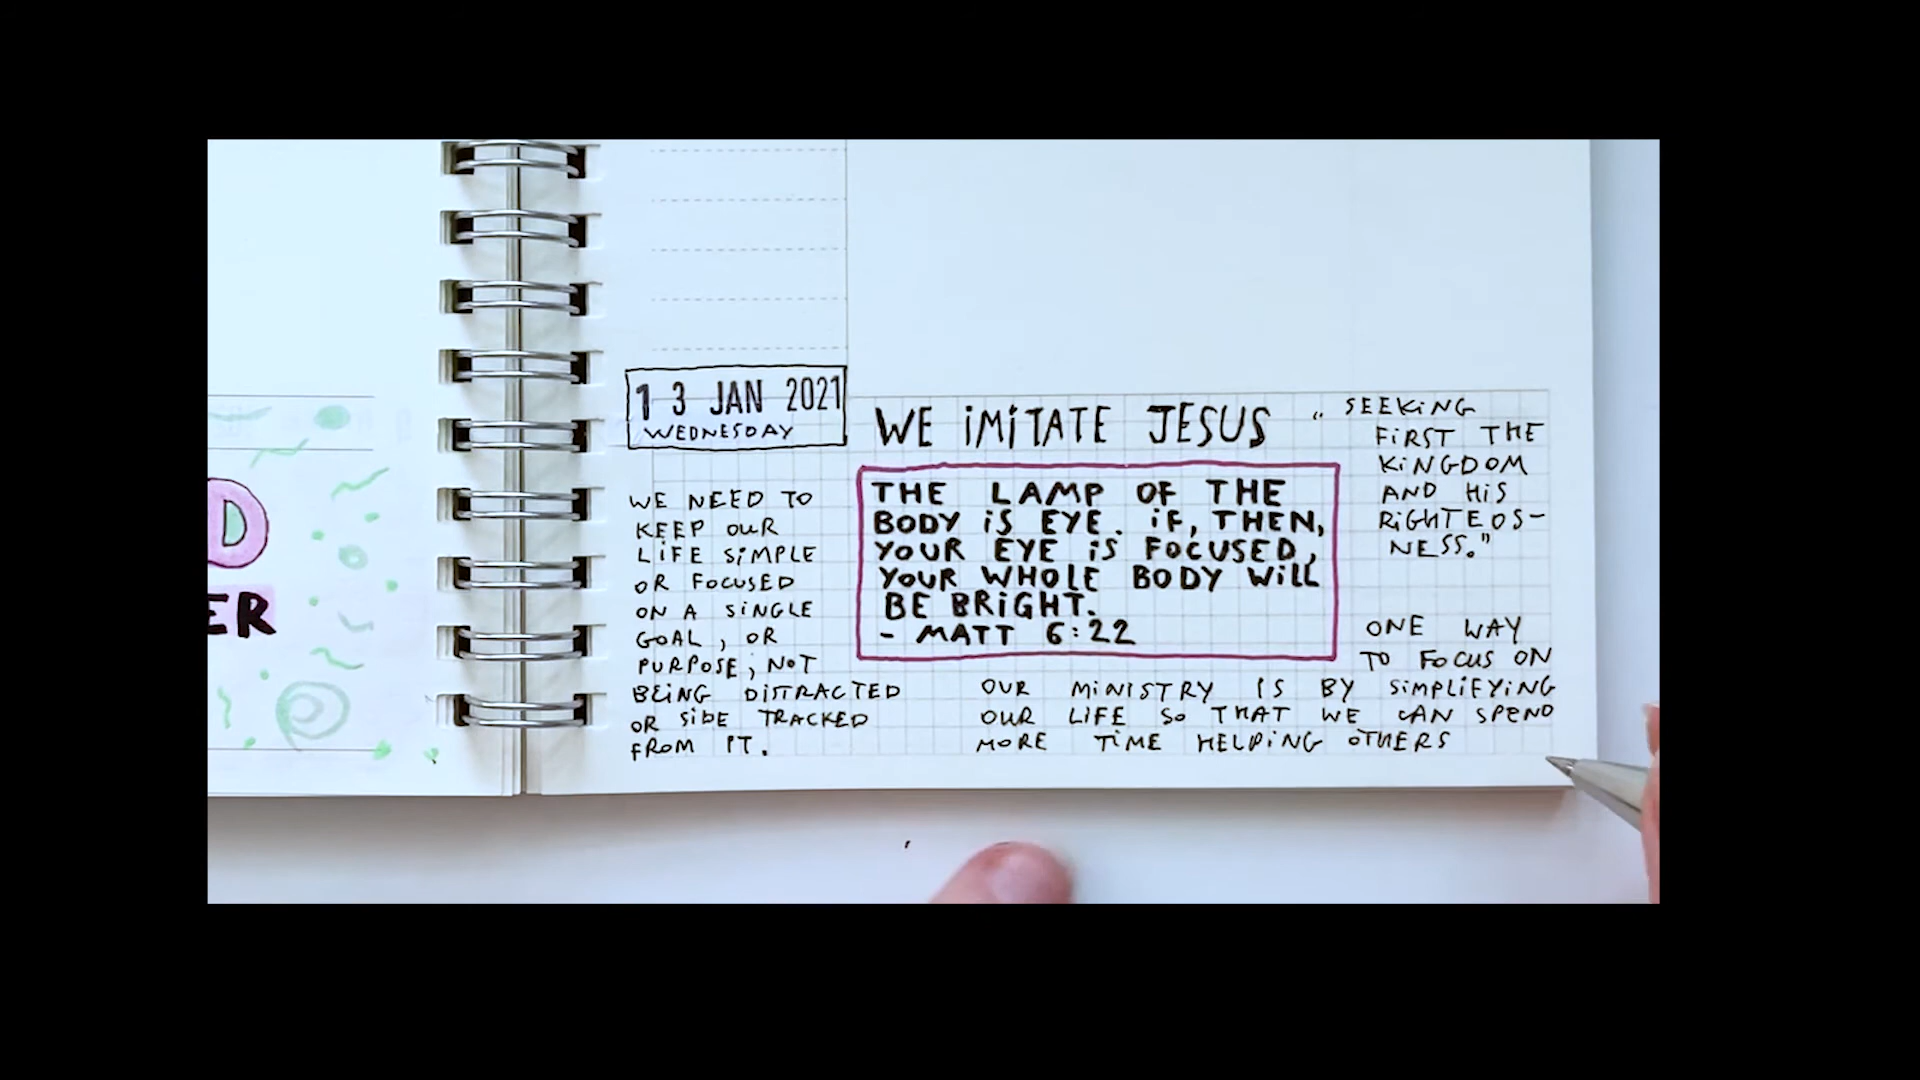 D
ER
13 JAN 2021
WEDNESDAY
WE NEED TO
KEEP OUR
LIFE SIMPLE
OR FOCUSED
ON A SINGLE
GOAL, OR
PURPOSE, NOT
BEING DISTRACTED
OR SIDE TRACKED
FROM IT.
WE IMITATE JESUS
THE LAMP OF THE
BODY IS EYE. IF, THEN,
YOUR EYE IS FOCUSED,
YOUR WHOLE BODY WILL
BE BRIGHT.
- MATT 6:22
"SEEKING
FIRST THE
KINGDOM
AND HIS
RIGHTEOS-
NESS."
ONE WAY
TO FOCUS ON
OUR MINISTRY IS BY SIMPLIFYING
OUR LIFE SO THAT WE CAN SPEND
MORE TIME HELPING OTHERS